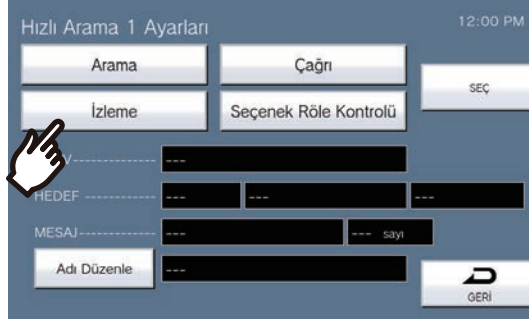 Hızlı Arama 1 Ayarları
12:00 PM
Arama
Çağrı
SEÇ
İzleme
Seçenek Röle Kontrolü
---
HEDEF ------------- --- --- ---
MESAJ------------- --- --- sayı
Adı Düzenle ---
GERİ